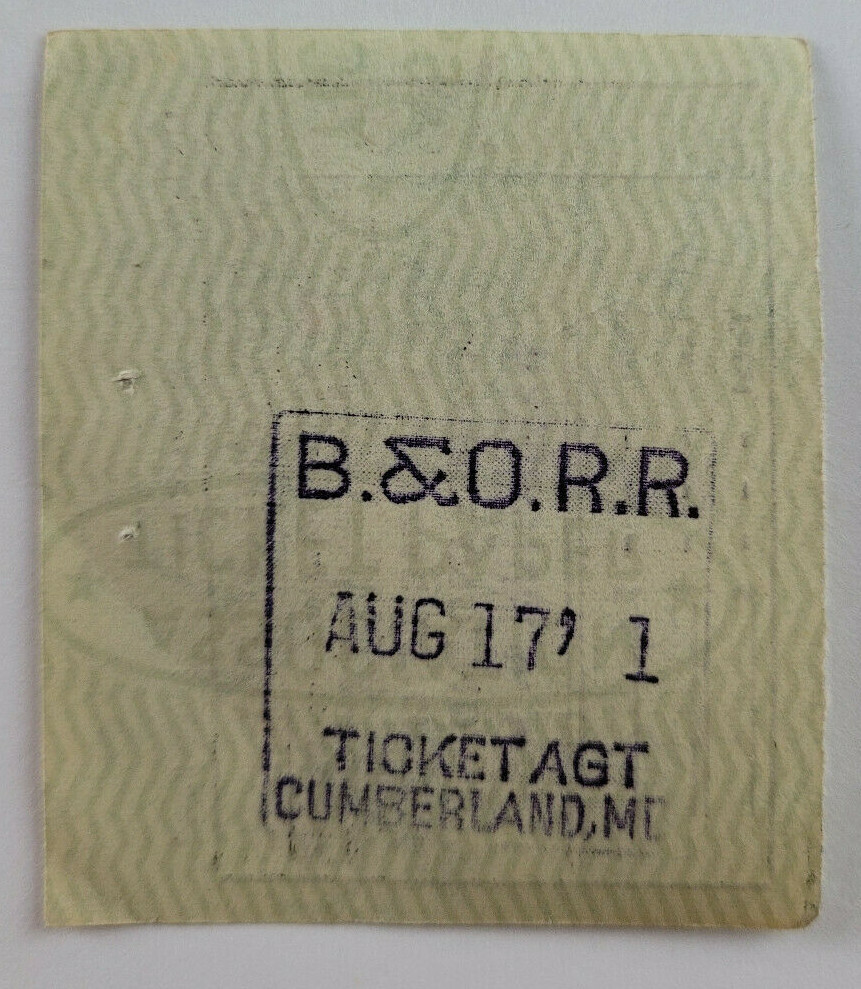 B.&O.R.R.
AUG 17' 1
TICKET AGT
CUMBERLAND, MD